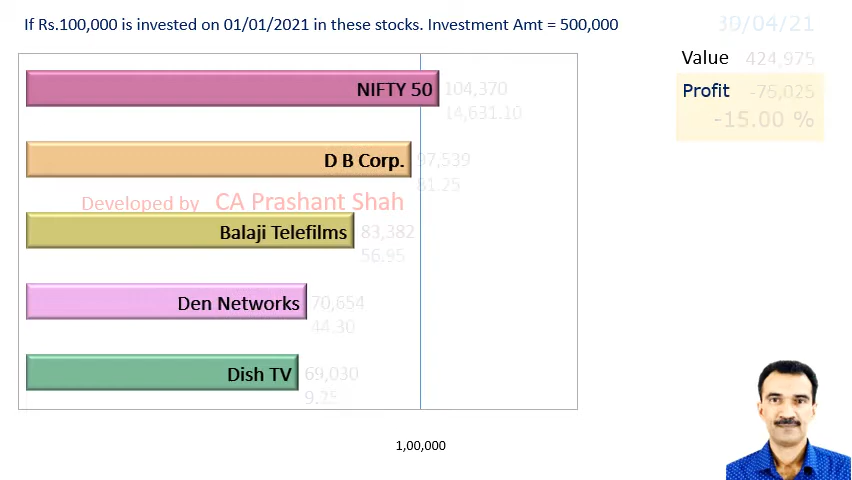 If Rs.100,000 is invested on 01/01/2021 in these stocks. Investment Amt = 500,000
30/04/21
Value 424,975
Profit -75,025
-15.00 %
NIFTY 50 104,370
14,631.10
D B Corp. 97,539
81.25
Developed by CA Prashant Shah
Balaji Telefilms 83,382
56.95
Den Networks 70,654
44.30
Dish TV 69,030
9.25
1,00,000